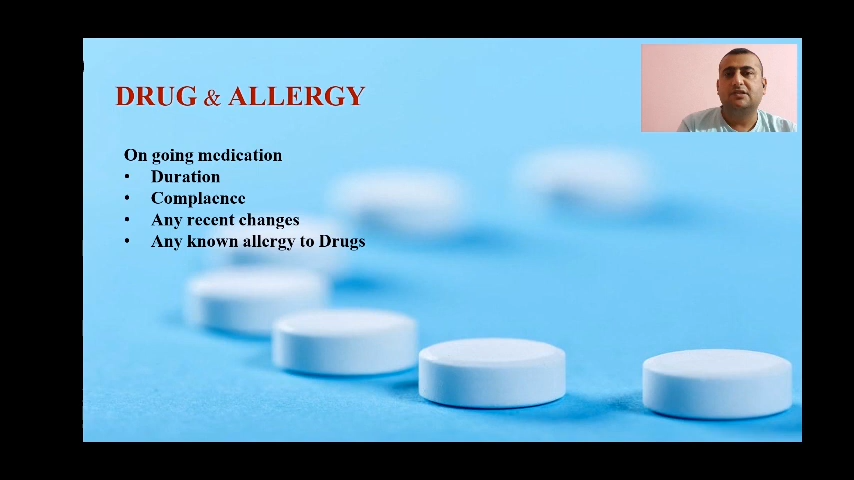 DRUG & ALLERGY
On going medication
• Duration
• Complaence
• Any recent changes
• Any known allergy to Drugs